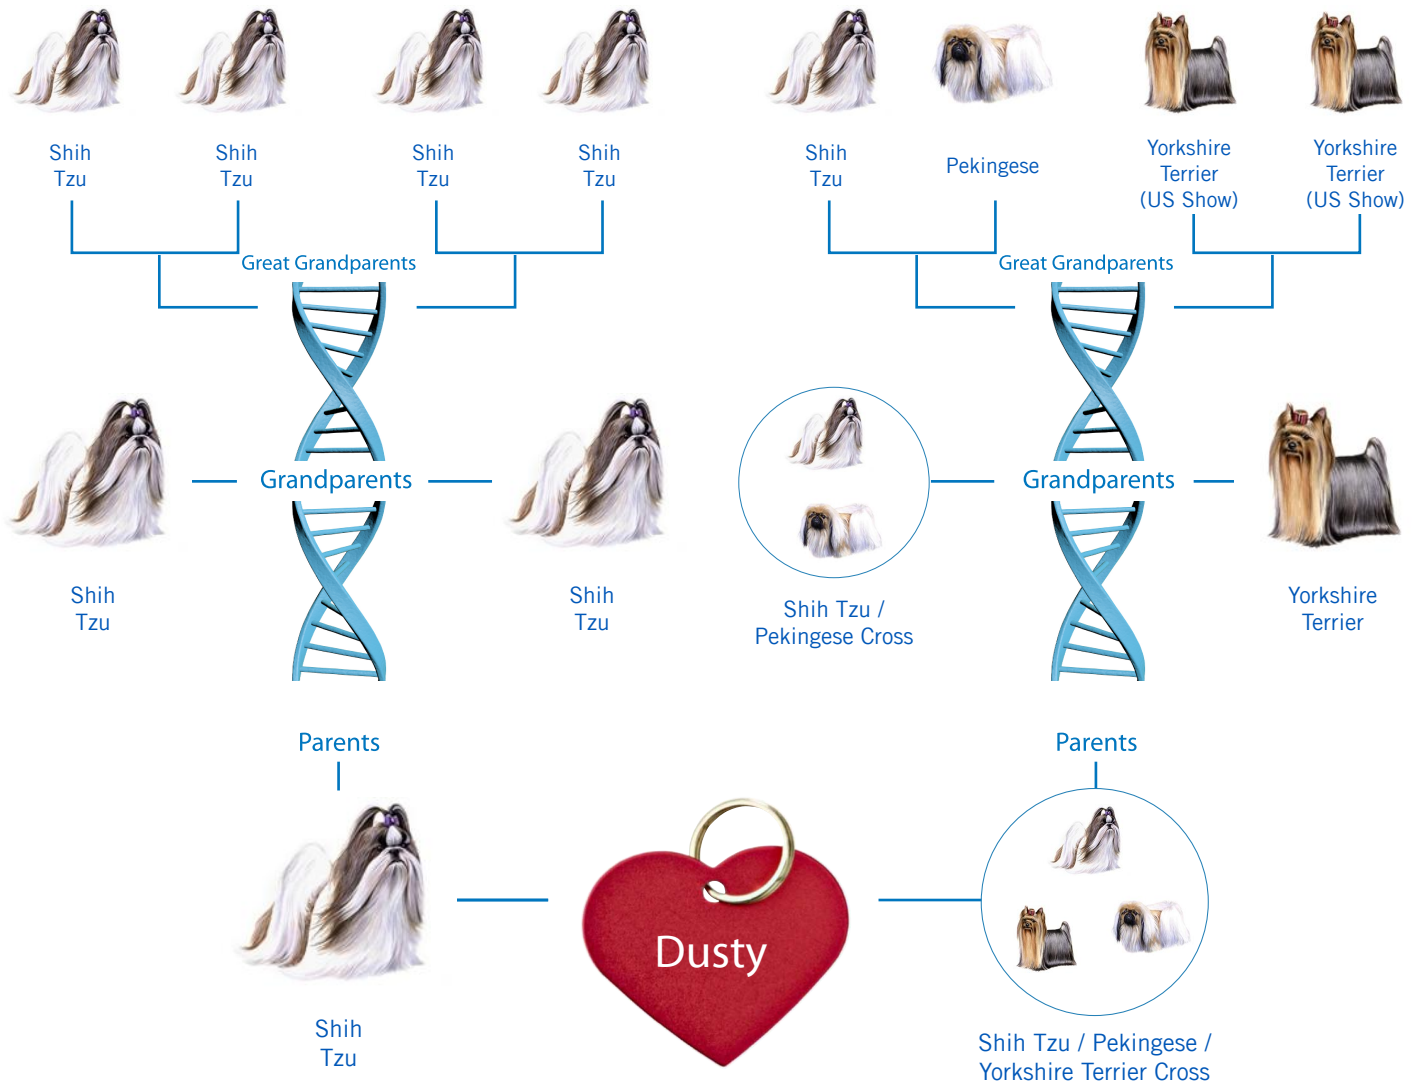 Shih
Tzu
Shih
Tzu
Shih
Tzu
Shih
Tzu
Shih
Tzu
Pekingese
Yorkshire
Terrier
(US Show)
Yorkshire
Terrier
(US Show)
Great Grandparents
Great Grandparents
Grandparents
Grandparents
Shih
Tzu
Shih
Tzu
Shih Tzu /
Pekingese Cross
Yorkshire
Terrier
Parents
Parents
Dusty
Shih
Tzu
Shih Tzu / Pekingese /
Yorkshire Terrier Cross